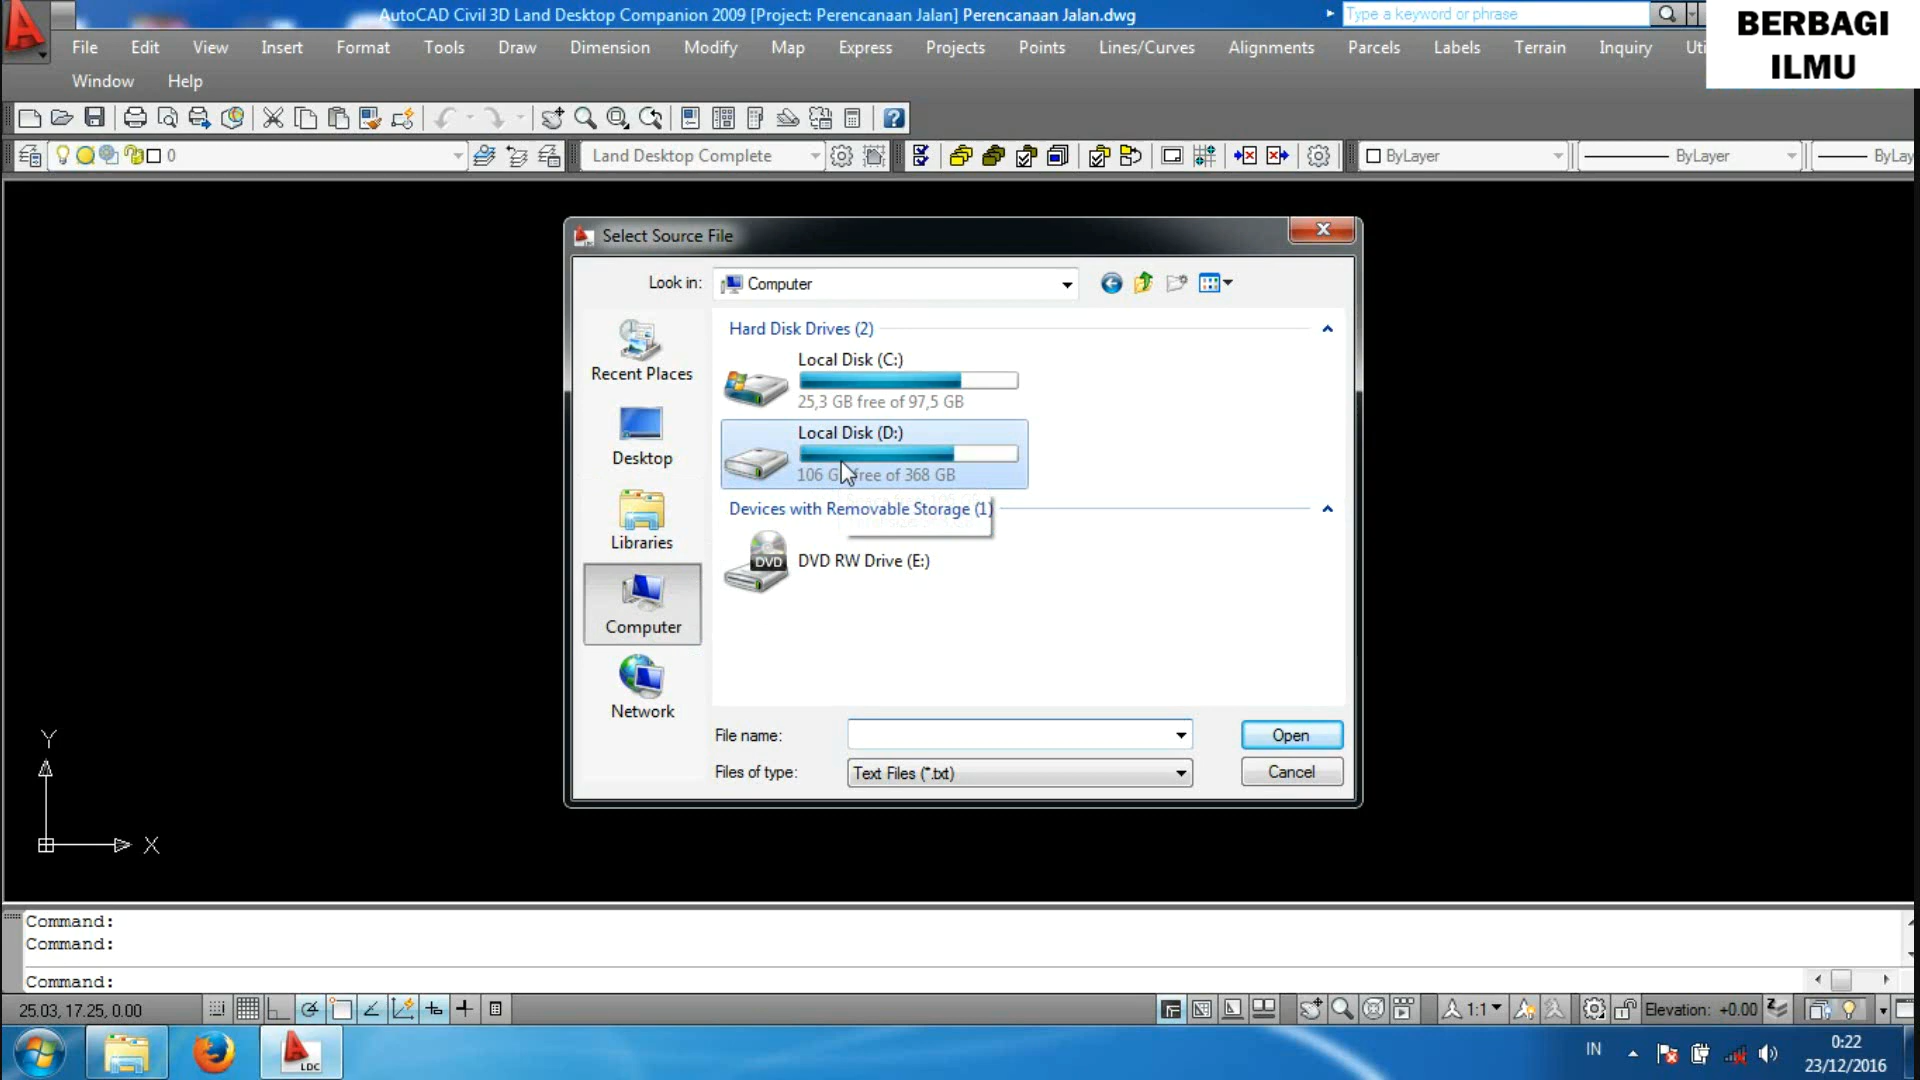 AutoCAD Civil 3D Land Desktop Companion 2009 [Project: Perencanaan Jalan] Perencanaan Jalan.dwg
Type a keyword or phrase
BERBAGI
ILMU
File Edit View Insert Format Tools Draw Dimension Modify Map Express Projects Points Lines/Curves Alignments Parcels Labels Terrain Inquiry Uti
Window Help
0
Land Desktop Complete
ByLayer
ByLayer
ByLay
Select Source File
Look in:
Computer
Recent Places
Desktop
Libraries
Computer
Network
Hard Disk Drives (2)
Local Disk (C:)
25,3 GB free of 97,5 GB
Local Disk (D:)
106 G free of 368 GB
Devices with Removable Storage (1)
DVD
DVD RW Drive (E:)
File name:
Open
Files of type:
Text Files (*.txt)
Cancel
Y
X
Command:
Command:
Command:
25.03, 17.25, 0.00
1:1
Elevation: +0.00
LDC
IN
0:22
23/12/2016